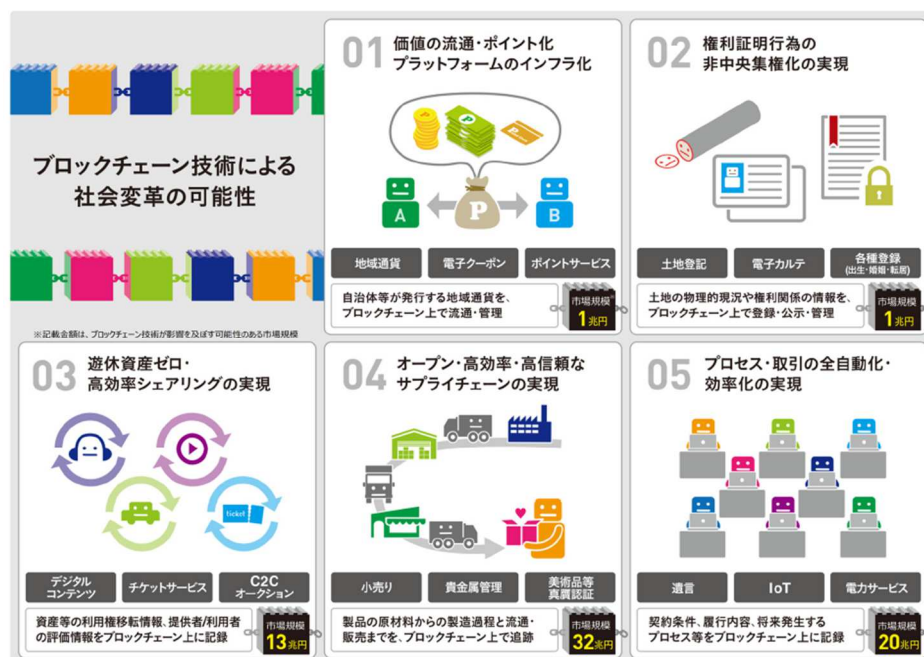 ブロックチェーン技術による
社会変革の可能性
※記載金額は、ブロックチェーン技術が影響を及ぼす可能性のある市場規模
01
価値の流通・ポイント化
プラットフォームのインフラ化
P
P
A
P
B
地域通貨
電子クーポン
ポイントサービス
自治体等が発行する地域通貨を、
ブロックチェーン上で流通・管理
市場規模※
1兆円
02
権利証明行為の
非中央集権化の実現
土地登記
電子カルテ
各種登録
(出生・婚姻・転居)
土地の物理的現況や権利関係の情報を、
ブロックチェーン上で登録・公示・管理
市場規模
1兆円
03
遊休資産ゼロ・
高効率シェアリングの実現
ticket
デジタル
コンテンツ
チケットサービス
C2C
オークション
資産等の利用権移転情報、提供者/利用者
の評価情報をブロックチェーン上に記録
市場規模
13兆円
04
オープン・高効率・高信頼な
サプライチェーンの実現
小売り
貴金属管理
美術品等
真贋認証
製品の原材料からの製造過程と流通・
販売までを、ブロックチェーン上で追跡
市場規模
32兆円
05
プロセス・取引の全自動化・
効率化の実現
遺言
IoT
電力サービス
契約条件、履行内容、将来発生する
プロセス等をブロックチェーン上に記録
市場規模
20兆円